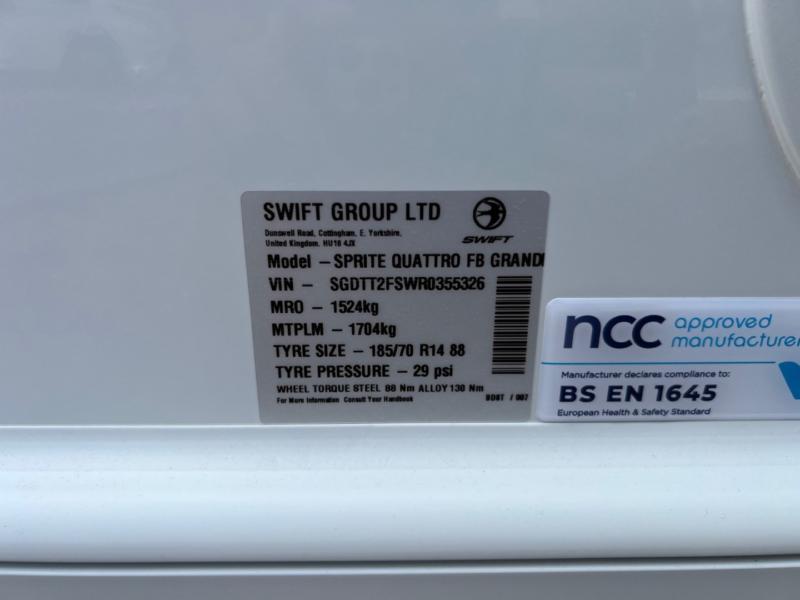 SWIFT GROUP LTD
Dunswell Road, Cottingham, E. Yorkshire,
United Kingdom. HU16 4JX
SWIFT
Model – SPRITE QUATTRO FB GRAND
VIN – SGDTT2FSWR0355326
MRO – 1524kg
MTPLM – 1704kg
TYRE SIZE – 185/70 R14 88
TYRE PRESSURE – 29 psi
WHEEL TORQUE STEEL 88 Nm ALLOY 130 Nm
For More Information Consult Your Handbook
ncc approved
manufacturer
Manufacturer declares compliance to:
BS EN 1645
European Health & Safety Standard